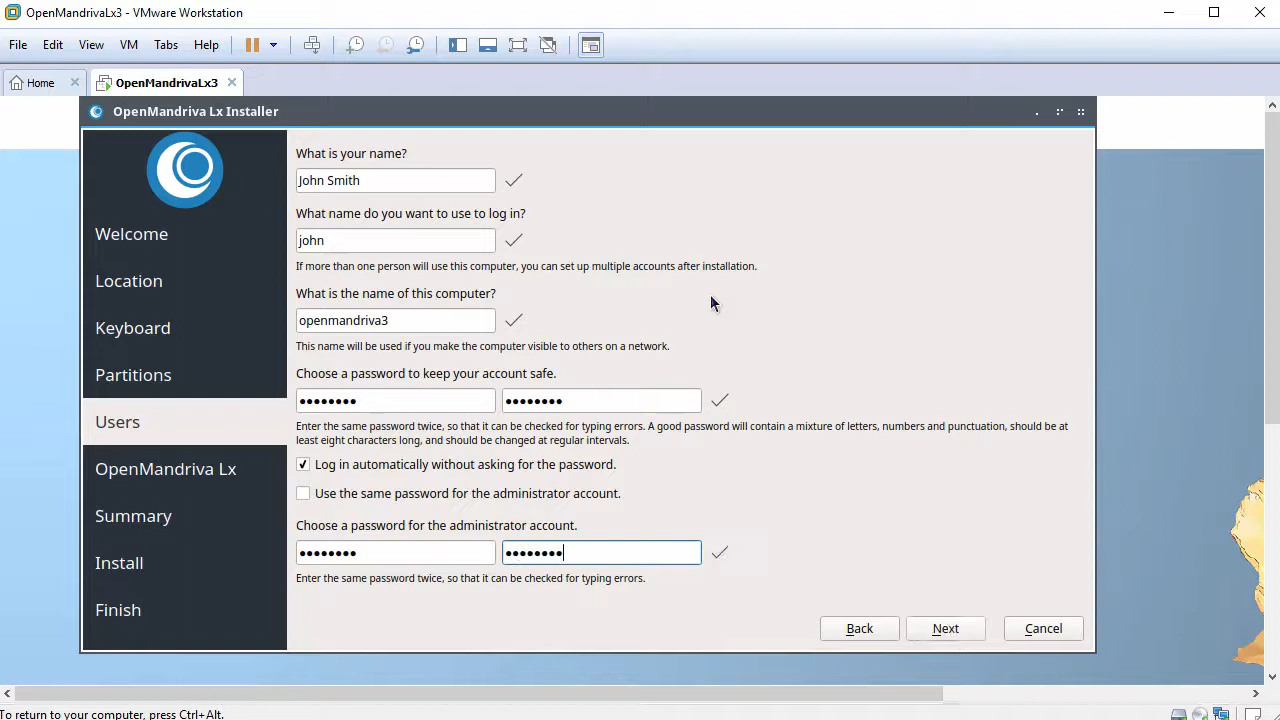 OpenMandrivaLx3 - VMware Workstation
File Edit View VM Tabs Help
Home OpenMandrivaLx3
OpenMandriva Lx Installer
Welcome
Location
Keyboard
Partitions
Users
OpenMandriva Lx
Summary
Install
Finish
What is your name?
John Smith
What name do you want to use to log in?
john
If more than one person will use this computer, you can set up multiple accounts after installation.
What is the name of this computer?
openmandriva3
This name will be used if you make the computer visible to others on a network.
Choose a password to keep your account safe.
●●●●●●●● ●●●●●●●●
Enter the same password twice, so that it can be checked for typing errors. A good password will contain a mixture of letters, numbers and punctuation, should be at
least eight characters long, and should be changed at regular intervals.
Log in automatically without asking for the password.
Use the same password for the administrator account.
Choose a password for the administrator account.
●●●●●●●● ●●●●●●●●
Enter the same password twice, so that it can be checked for typing errors.
Back Next Cancel
To return to your computer, press Ctrl+Alt.